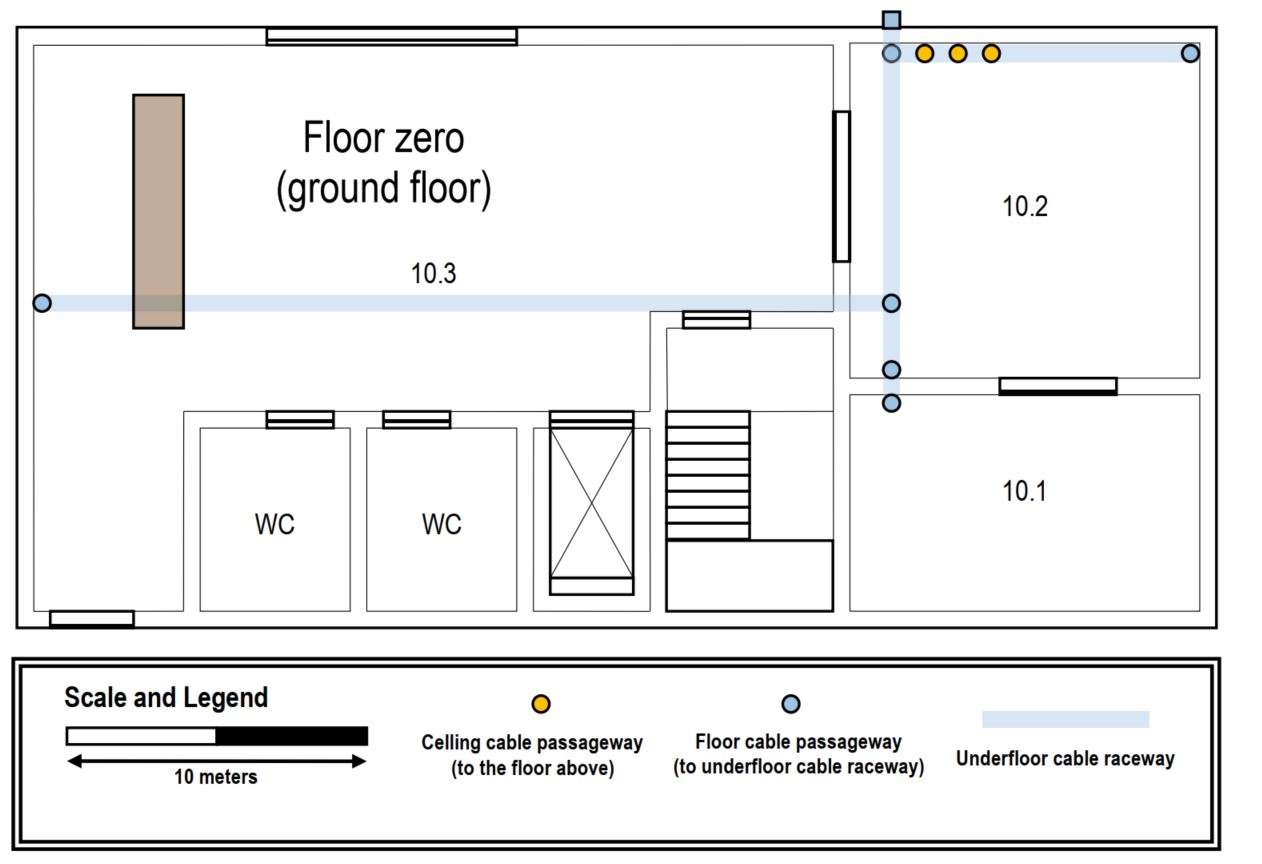 Floor zero
(ground floor)
10.2
10.3
10.1
WC
WC
Scale and Legend
10 meters
Celling cable passageway
(to the floor above)
Floor cable passageway
(to underfloor cable raceway)
Underfloor cable raceway